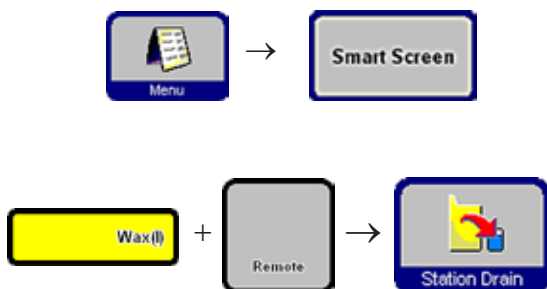 Menu → Smart Screen
Wax(l) + Remote → Station Drain